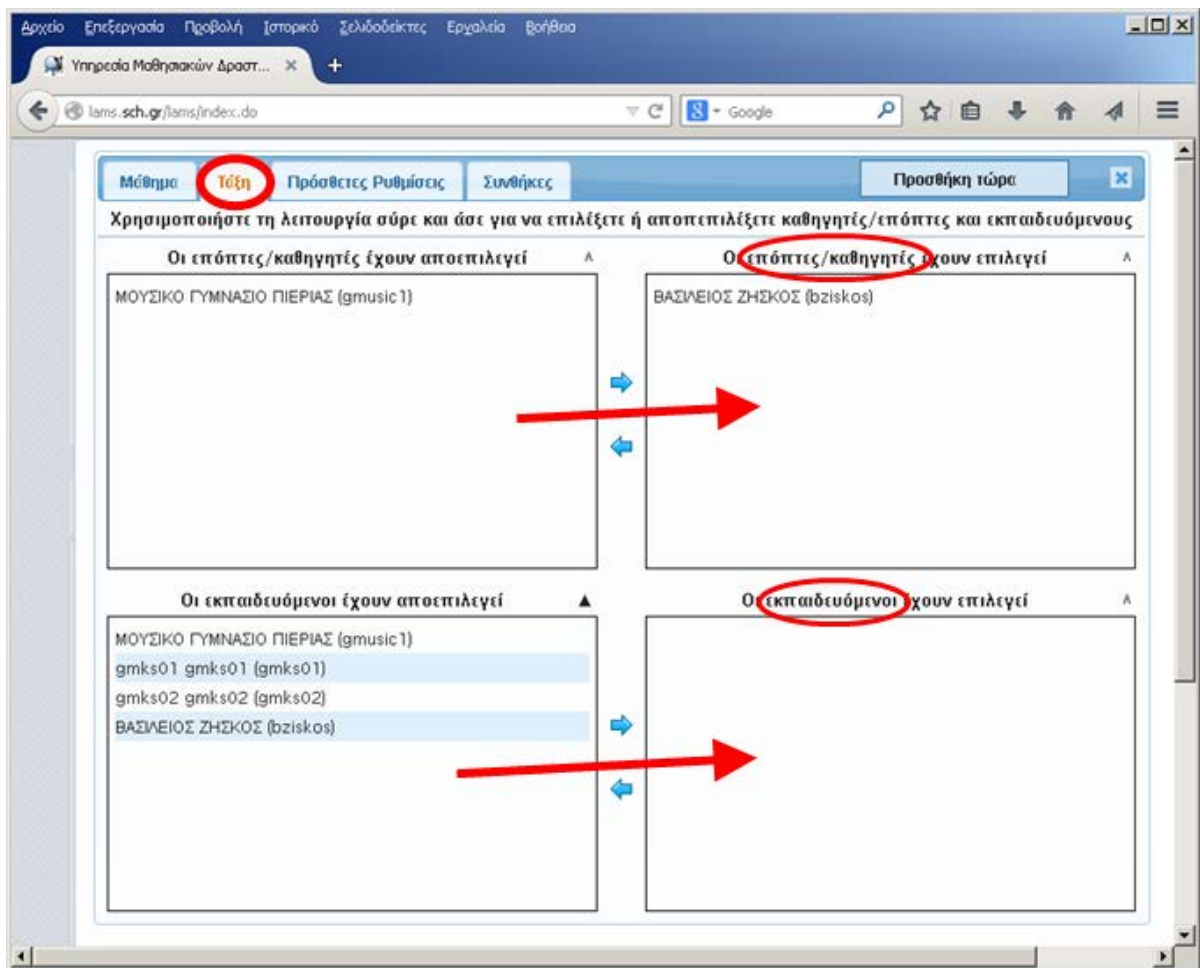 Αρχείο Επεξεργασία Προβολή Ιστορικό Σελιδοδείκτες Εργαλεία Βοήθεια
Υπηρεσία Μαθησιακών Δραστ...
lams.sch.gr/lams/index.do
Google
Μάθημα Τάξη Πρόσθετες Ρυθμίσεις Συνθήκες Προσθήκη τώρα
Χρησιμοποιήστε τη λειτουργία σύρε και άσε για να επιλέξετε ή αποπεπιλέξετε καθηγητές/επόπτες και εκπαιδευόμενους
Οι επόπτες/καθηγητές έχουν αποεπιλεγεί
Οι επόπτες/καθηγητές έχουν επιλεγεί
ΜΟΥΣΙΚΟ ΓΥΜΝΑΣΙΟ ΠΙΕΡΙΑΣ (gmusic1)
ΒΑΣΙΛΕΙΟΣ ΖΗΣΚΟΣ (bziskos)
Οι εκπαιδευόμενοι έχουν αποεπιλεγεί
Οι εκπαιδευόμενοι έχουν επιλεγεί
ΜΟΥΣΙΚΟ ΓΥΜΝΑΣΙΟ ΠΙΕΡΙΑΣ (gmusic1)
gmks01 gmks01 (gmks01)
gmks02 gmks02 (gmks02)
ΒΑΣΙΛΕΙΟΣ ΖΗΣΚΟΣ (bziskos)